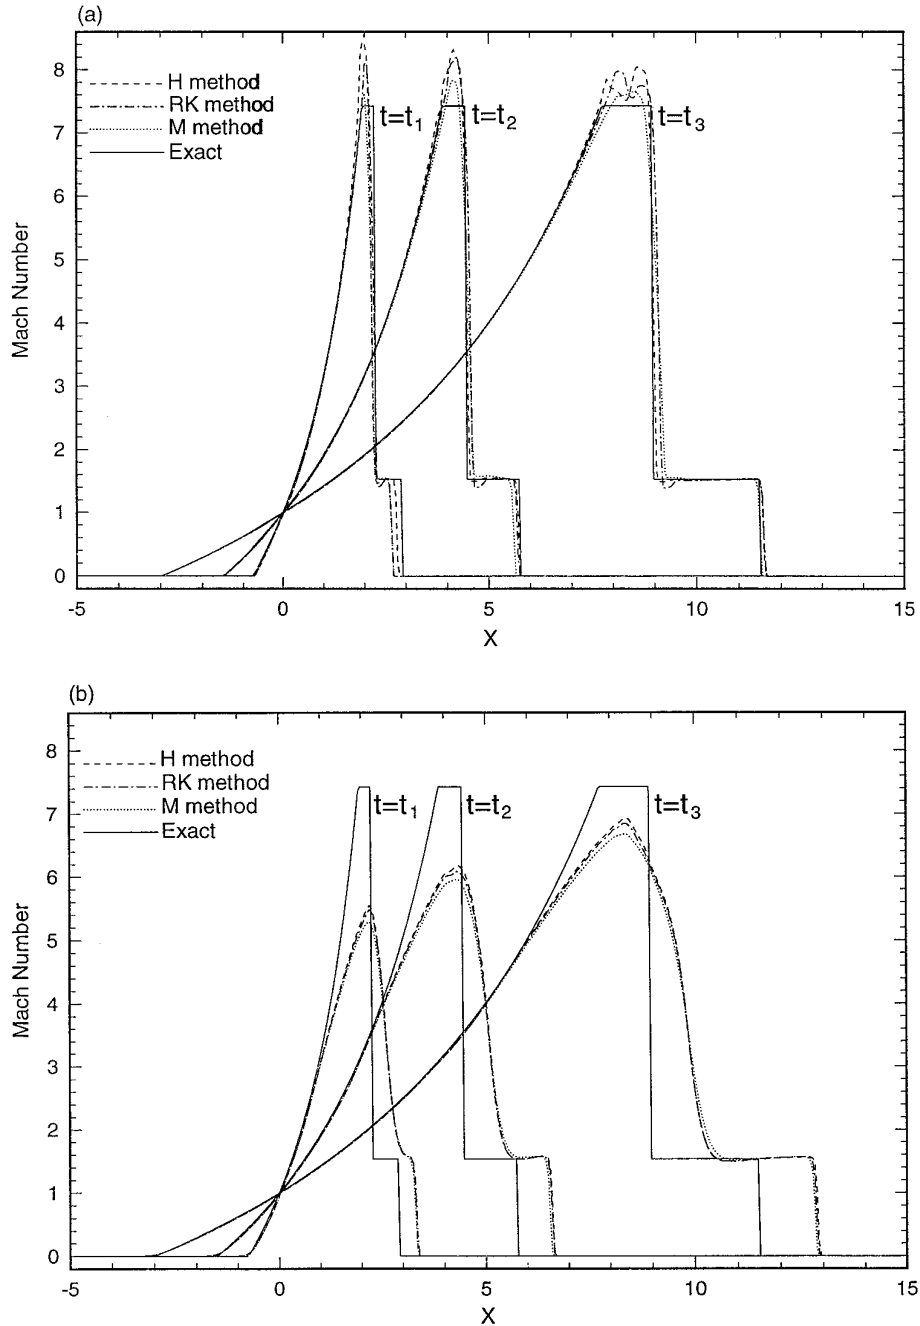 (a)
8
7
6
5
4
3
2
1
0
Mach Number
H method
RK method
M method
Exact
t=t1
t=t2
t=t3
-5
0
5
10
15
X
(b)
8
7
6
5
4
3
2
1
0
Mach Number
H method
RK method
M method
Exact
t=t1
t=t2
t=t3
-5
0
5
10
15
X